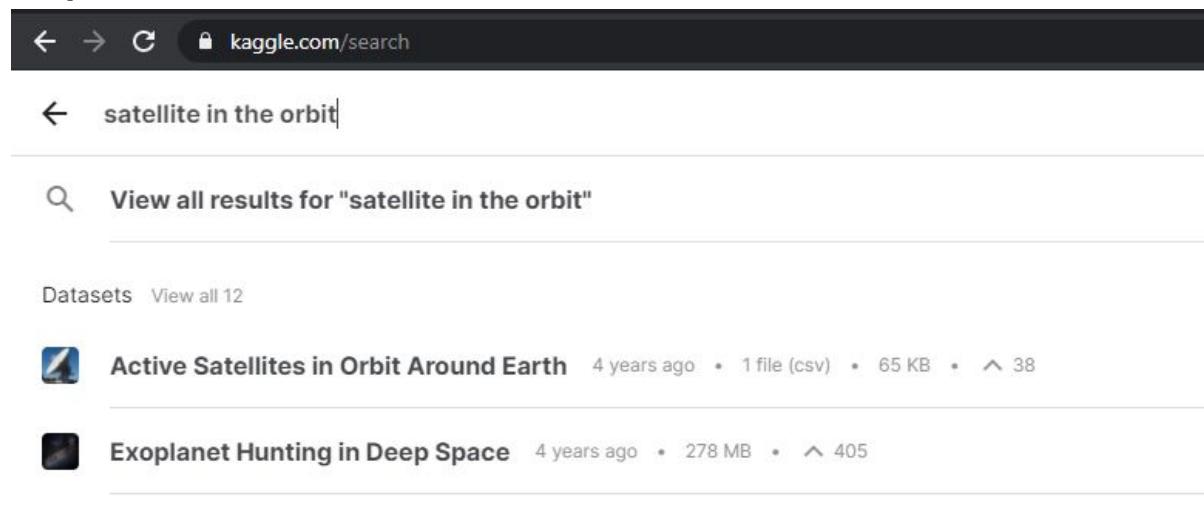 kaggle.com/search
satellite in the orbit
View all results for "satellite in the orbit"
Datasets View all 12
Active Satellites in Orbit Around Earth 4 years ago • 1 file (csv) • 65 KB • ^ 38
Exoplanet Hunting in Deep Space 4 years ago • 278 MB • ^ 405